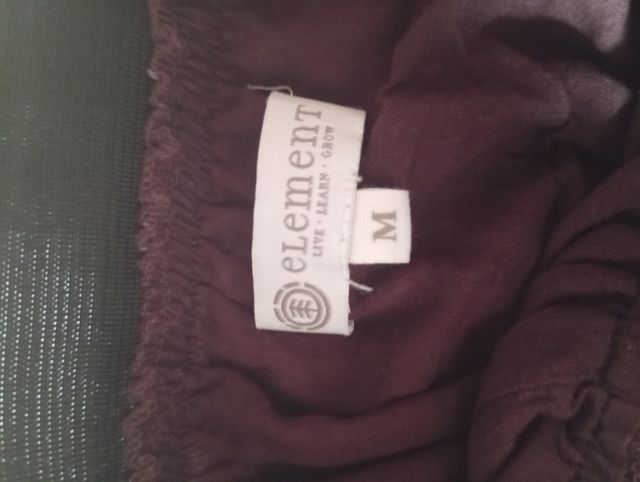 eLemenT
LIVE · LEARN · GROW
M